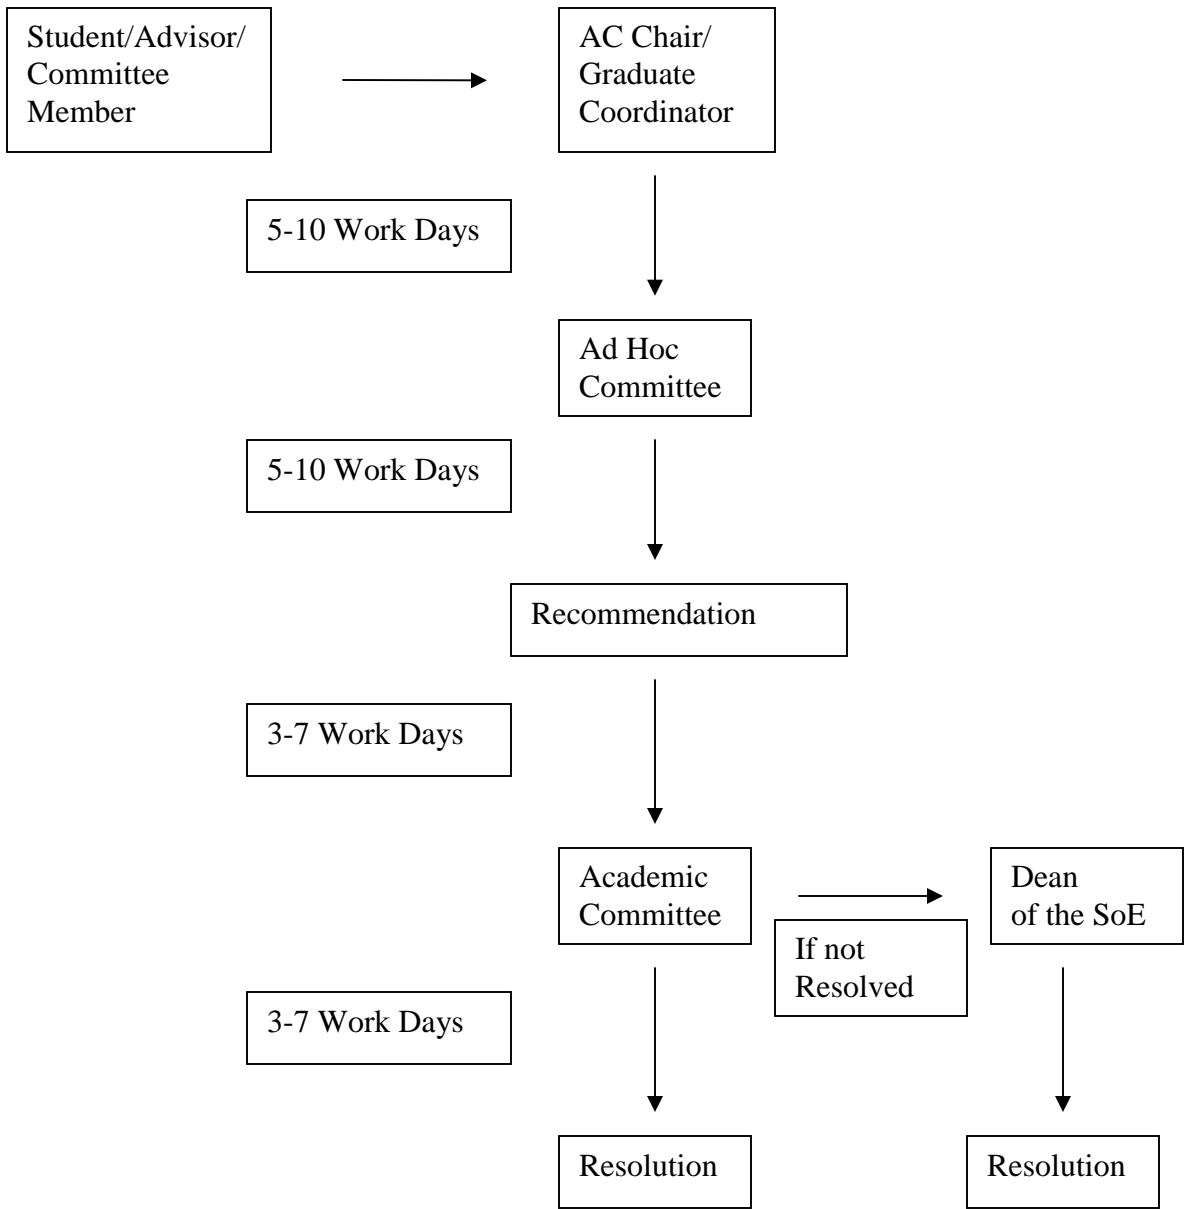 Student/Advisor/
Committee
Member
AC Chair/
Graduate
Coordinator
5-10 Work Days
Ad Hoc
Committee
5-10 Work Days
Recommendation
3-7 Work Days
Academic
Committee
If not
Resolved
Dean
of the SoE
3-7 Work Days
Resolution
Resolution